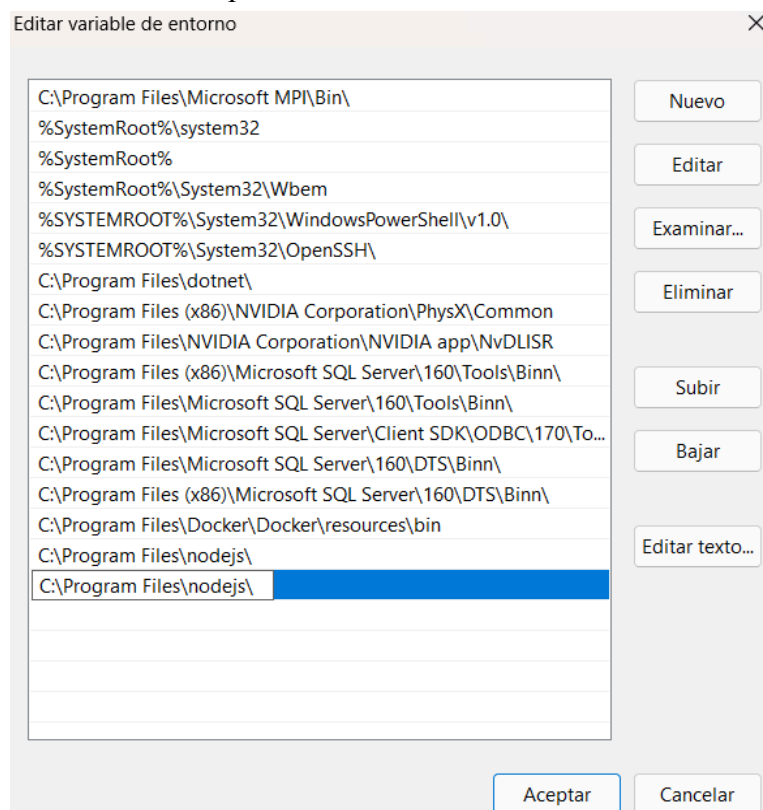 Editar variable de entorno
C:\Program Files\Microsoft MPI\Bin\
%SystemRoot%\system32
%SystemRoot%
%SystemRoot%\System32\Wbem
%SYSTEMROOT%\System32\WindowsPowerShell\v1.0\
%SYSTEMROOT%\System32\OpenSSH\
C:\Program Files\dotnet\
C:\Program Files (x86)\NVIDIA Corporation\PhysX\Common
C:\Program Files\NVIDIA Corporation\NVIDIA app\NvDLISR
C:\Program Files (x86)\Microsoft SQL Server\160\Tools\Binn\
C:\Program Files\Microsoft SQL Server\160\Tools\Binn\
C:\Program Files\Microsoft SQL Server\Client SDK\ODBC\170\To...
C:\Program Files\Microsoft SQL Server\160\DTS\Binn\
C:\Program Files (x86)\Microsoft SQL Server\160\DTS\Binn\
C:\Program Files\Docker\Docker\resources\bin
C:\Program Files\nodejs\
C:\Program Files\nodejs\
Nuevo
Editar
Examinar...
Eliminar
Subir
Bajar
Editar texto...
Aceptar
Cancelar